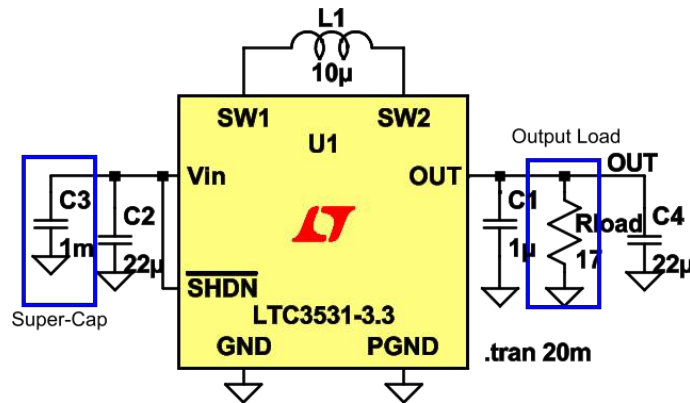 L1
10µ
SW1 SW2
U1
Output Load
Vin OUT OUT
C3 C2 C1 Rload C4
1m 22µ 1µ 17 22µ
SHDN
Super-Cap
LTC3531-3.3
GND PGND .tran 20m